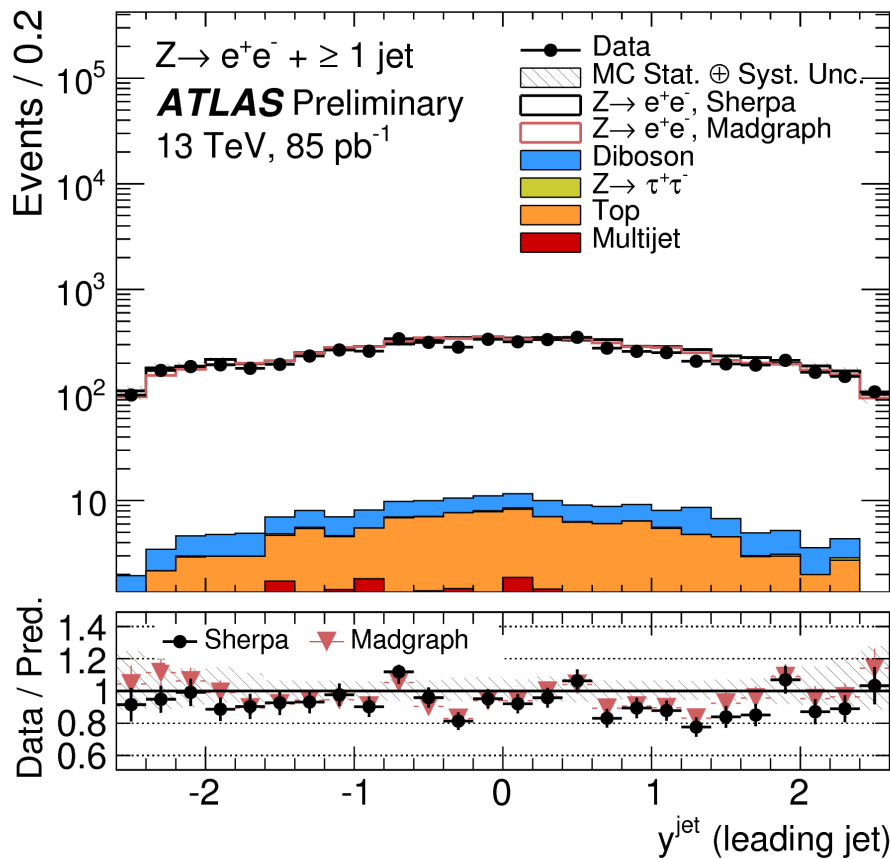 Z→ e⁺e⁻ + ≥ 1 jet
ATLAS Preliminary
13 TeV, 85 pb⁻¹
Data
MC Stat. ⊕ Syst. Unc.
Z→ e⁺e⁻, Sherpa
Z→ e⁺e⁻, Madgraph
Diboson
Z→ τ⁺τ⁻
Top
Multijet
Events / 0.2
10⁵
10⁴
10³
10²
10
Sherpa Madgraph
Data / Pred.
1.4
1.2
1
0.8
0.6
-2 -1 0 1 2
y^jet (leading jet)